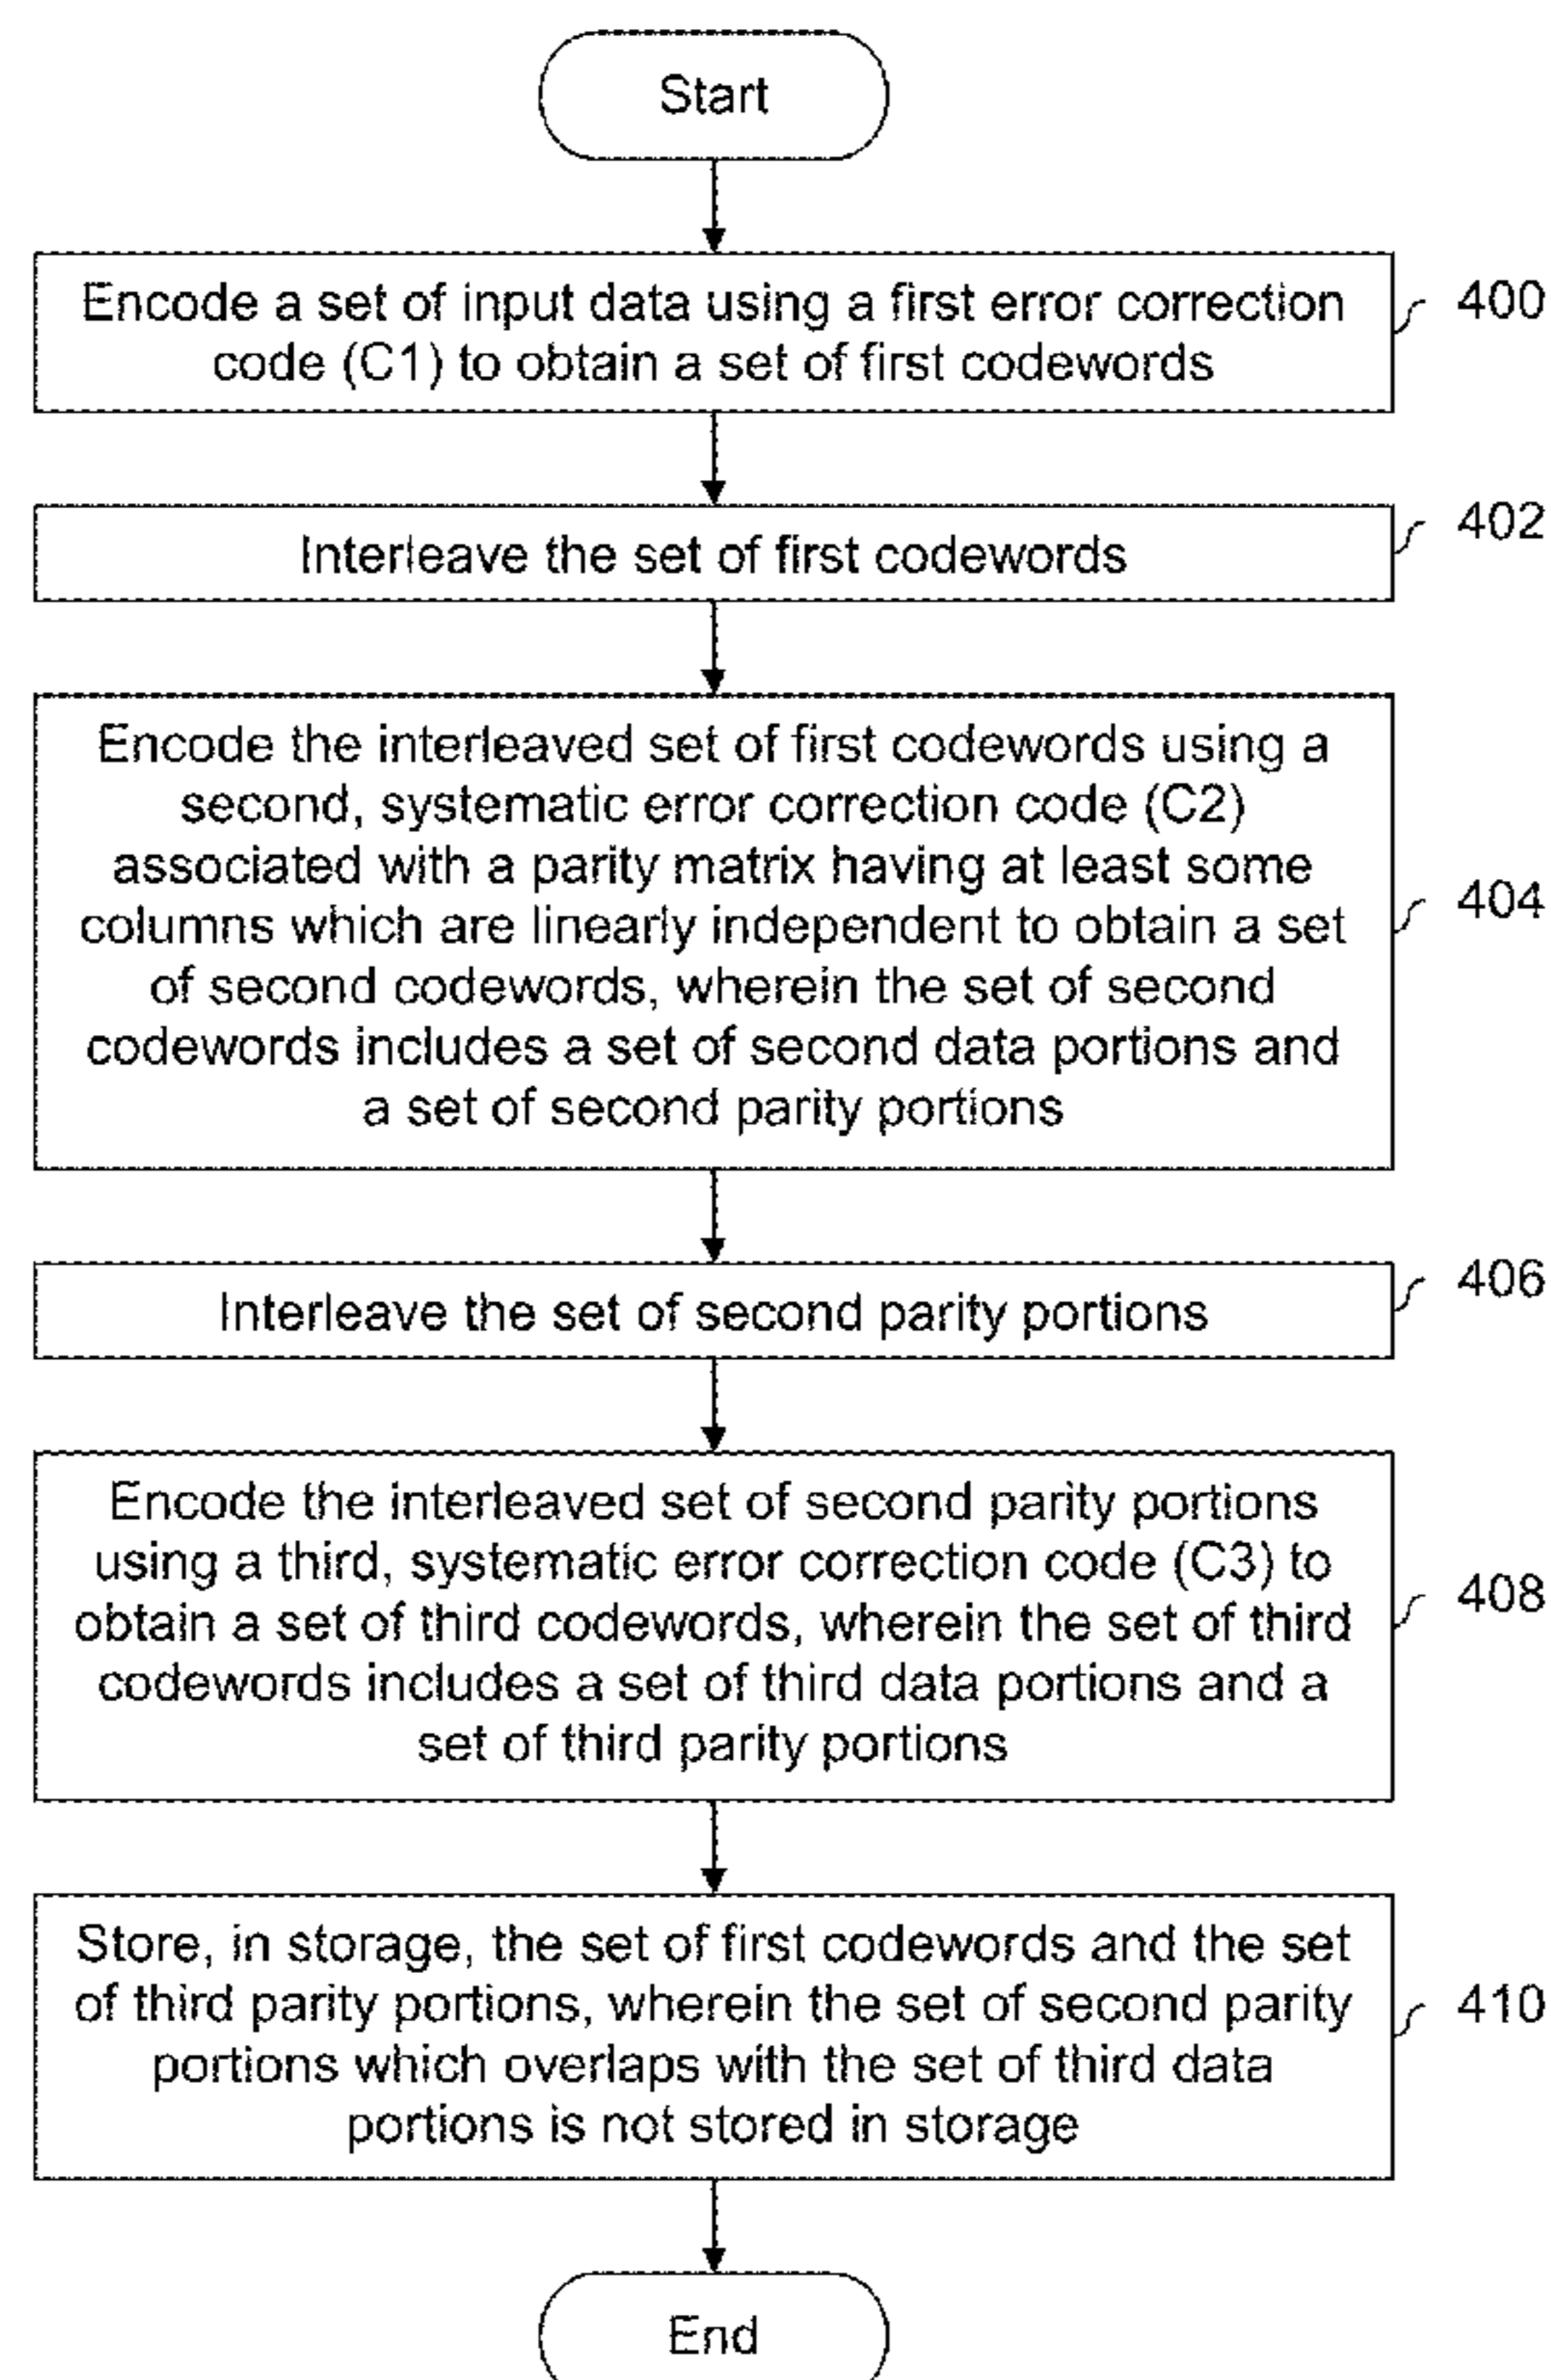 Start
Encode a set of input data using a first error correction
code (C1) to obtain a set of first codewords
400
Interleave the set of first codewords
402
Encode the interleaved set of first codewords using a
second, systematic error correction code (C2)
associated with a parity matrix having at least some
columns which are linearly independent to obtain a set
of second codewords, wherein the set of second
codewords includes a set of second data portions and
a set of second parity portions
404
Interleave the set of second parity portions
406
Encode the interleaved set of second parity portions
using a third, systematic error correction code (C3) to
obtain a set of third codewords, wherein the set of third
codewords includes a set of third data portions and a
set of third parity portions
408
Store, in storage, the set of first codewords and the set
of third parity portions, wherein the set of second parity
portions which overlaps with the set of third data
portions is not stored in storage
410
End